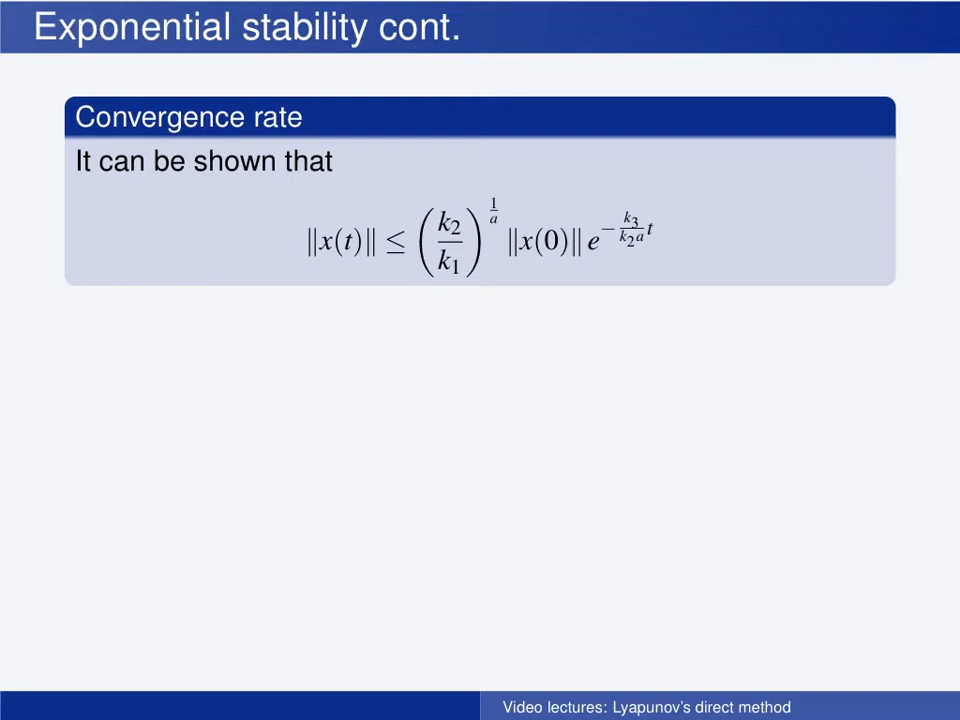 Exponential stability cont.
Convergence rate
It can be shown that
‖x(t)‖ ≤ (k₂/k₁)^(1/a) ‖x(0)‖ e^(−(k₃/(k₂a))t)
Video lectures: Lyapunov's direct method